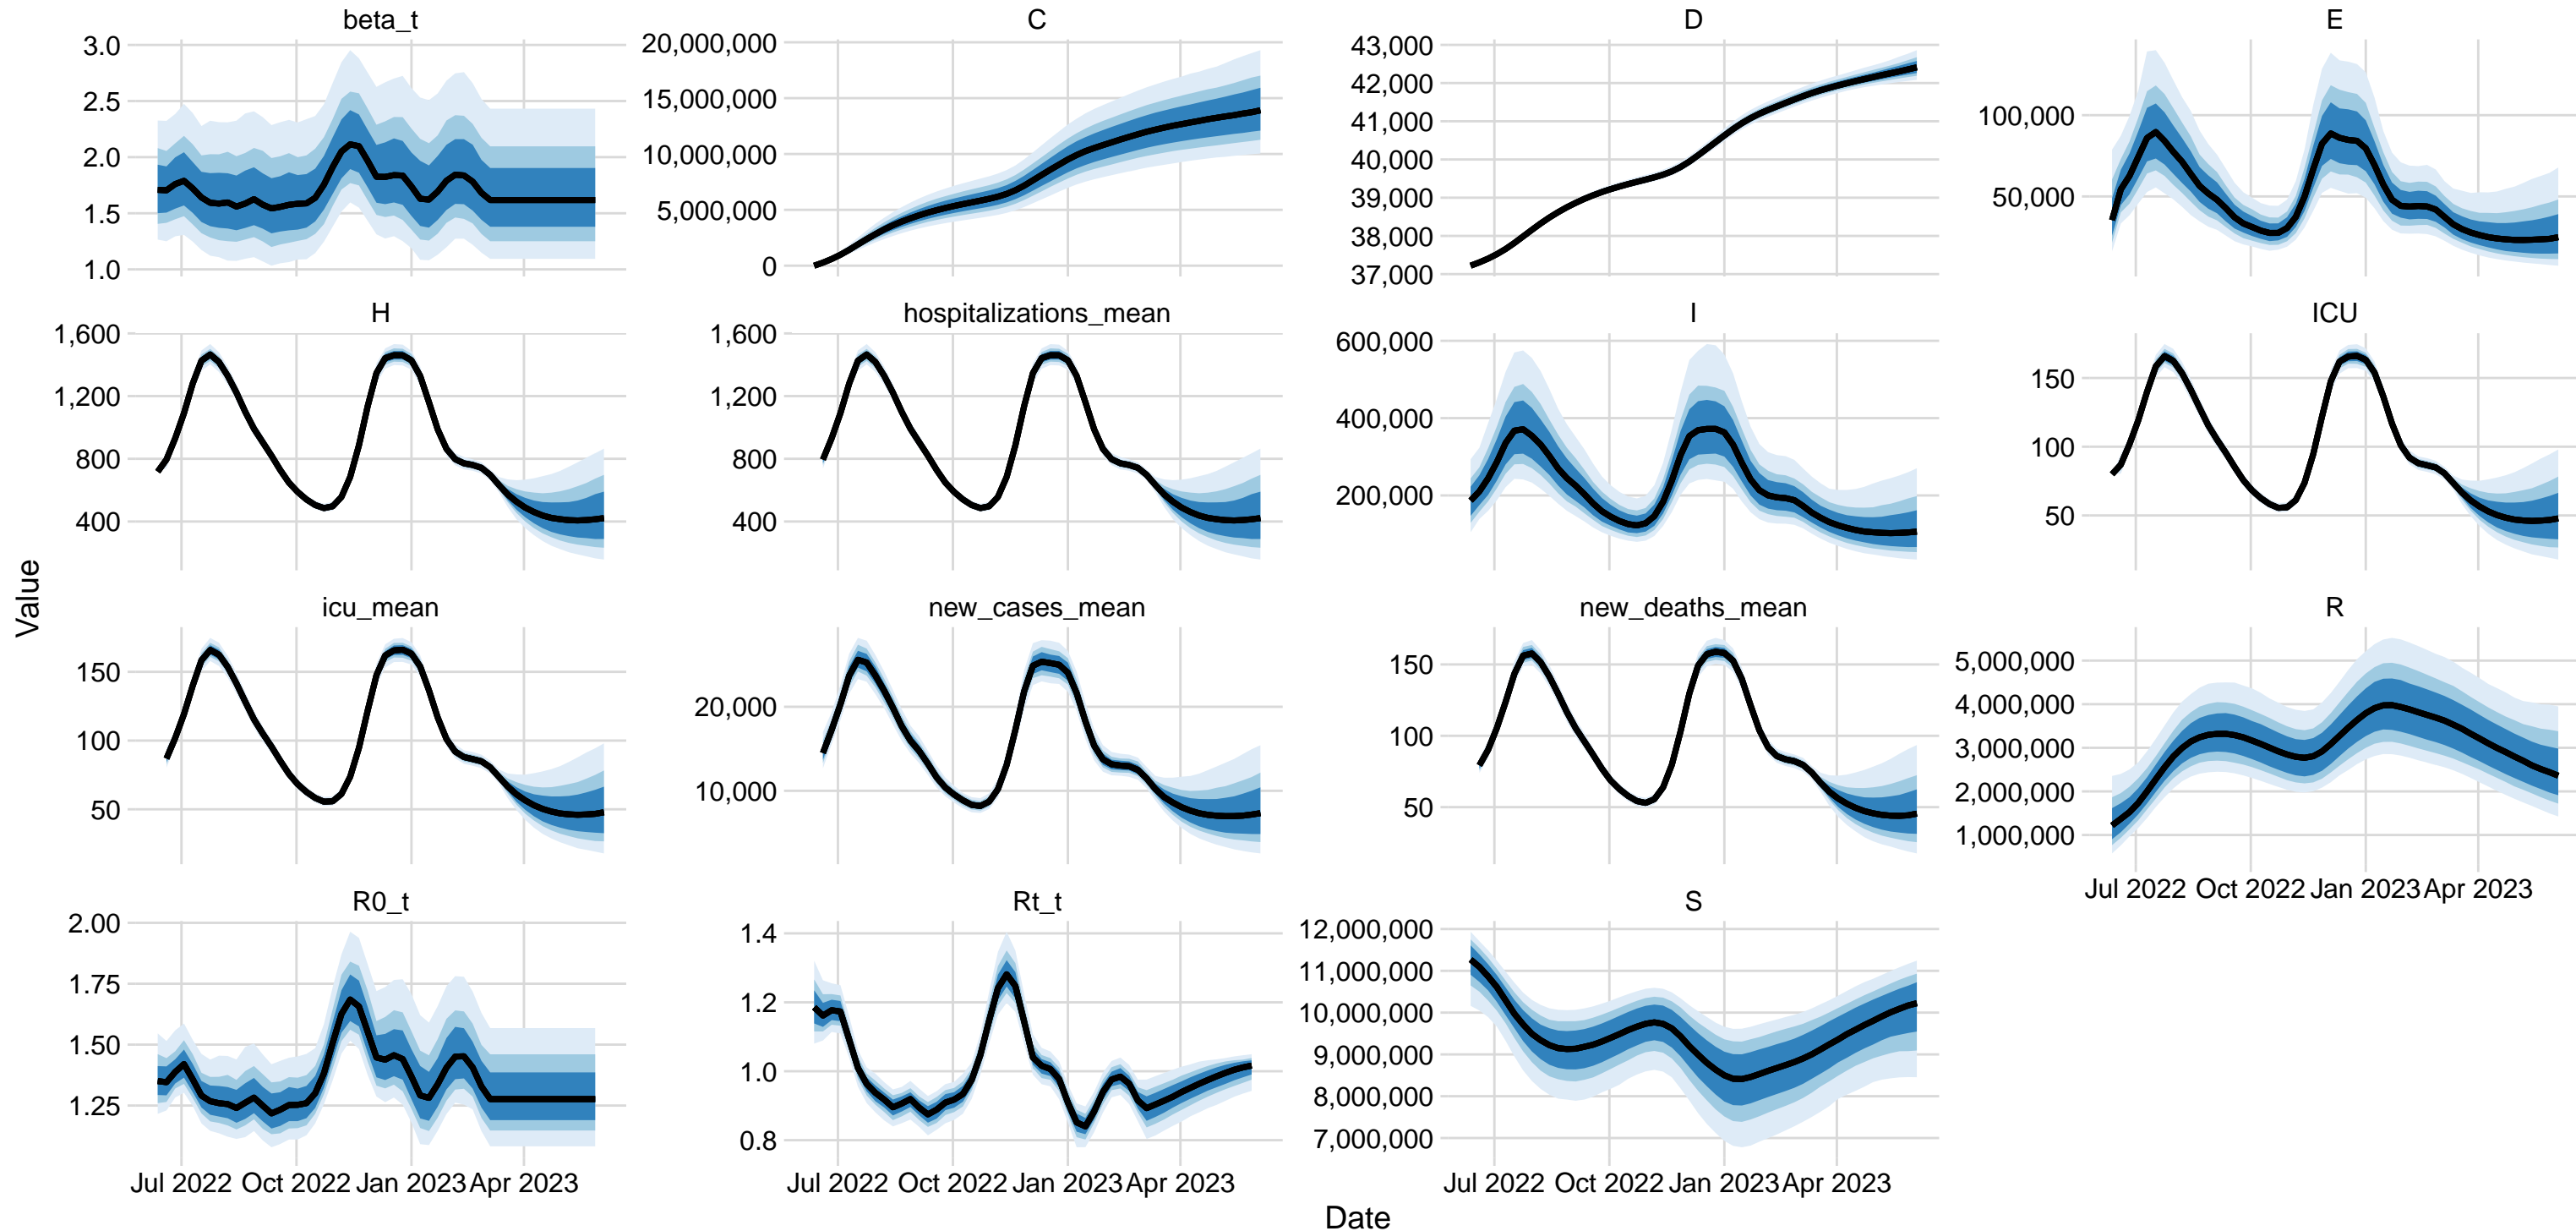 beta_t
3.0
2.5
2.0
1.5
1.0
C
20,000,000
15,000,000
10,000,000
5,000,000
0
D
43,000
42,000
41,000
40,000
39,000
38,000
37,000
E
100,000
50,000
H
1,600
1,200
800
400
hospitalizations_mean
1,600
1,200
800
400
I
600,000
400,000
200,000
ICU
150
100
50
Value
icu_mean
150
100
50
new_cases_mean
20,000
10,000
new_deaths_mean
150
100
50
R
5,000,000
4,000,000
3,000,000
2,000,000
1,000,000
Jul 2022 Oct 2022 Jan 2023 Apr 2023
R0_t
2.00
1.75
1.50
1.25
Jul 2022 Oct 2022 Jan 2023 Apr 2023
Rt_t
1.4
1.2
1.0
0.8
Jul 2022 Oct 2022 Jan 2023 Apr 2023
S
12,000,000
11,000,000
10,000,000
9,000,000
8,000,000
7,000,000
Jul 2022 Oct 2022 Jan 2023 Apr 2023
Date